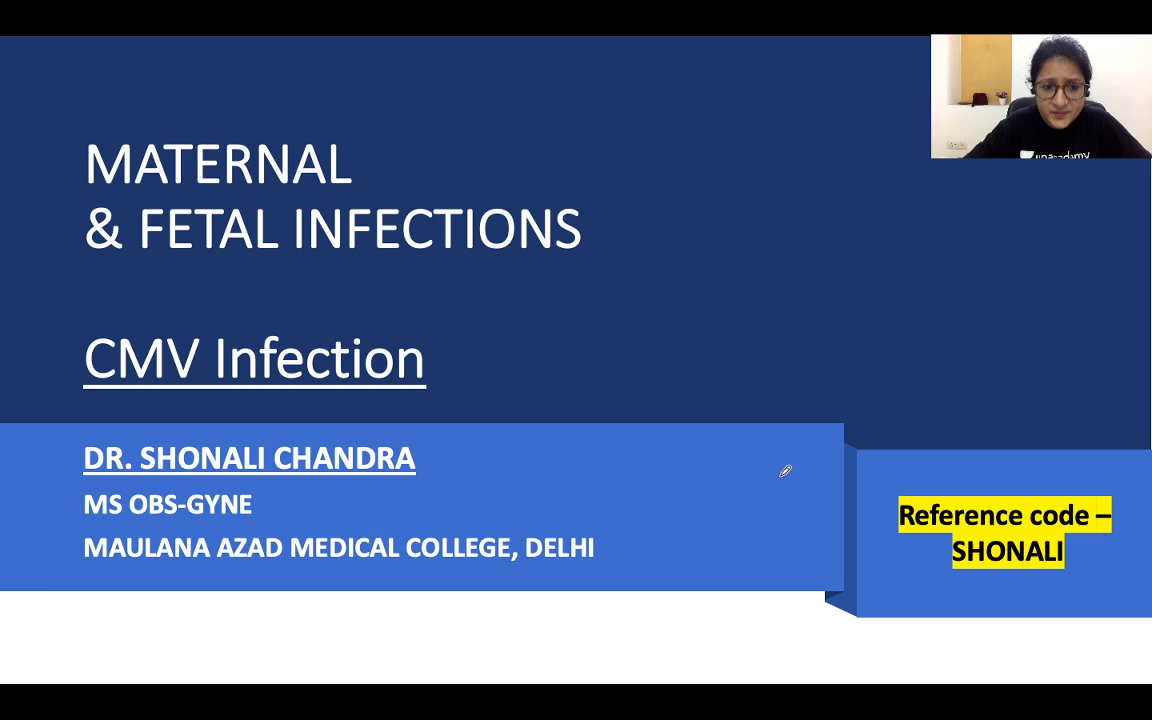 MATERNAL
& FETAL INFECTIONS
CMV Infection
DR. SHONALI CHANDRA
MS OBS-GYNE
MAULANA AZAD MEDICAL COLLEGE, DELHI
Reference code –
SHONALI